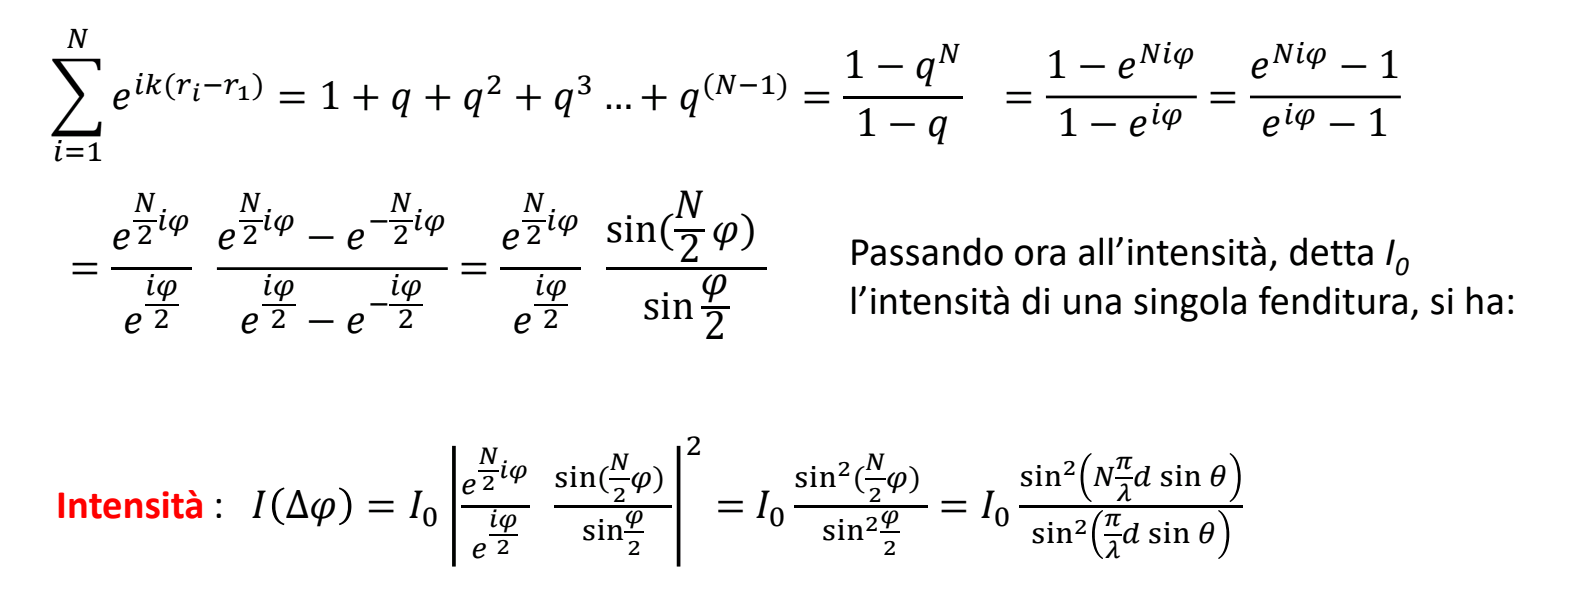 $\sum_{i=1}^{N} e^{ik(r_i-r_1)} = 1 + q + q^2 + q^3 \ldots + q^{(N-1)} = \frac{1-q^N}{1-q} = \frac{1-e^{Ni\varphi}}{1-e^{i\varphi}} = \frac{e^{Ni\varphi}-1}{e^{i\varphi}-1}$
$= \frac{e^{\frac{N}{2}i\varphi}}{e^{\frac{i\varphi}{2}}} \frac{e^{\frac{N}{2}i\varphi} - e^{-\frac{N}{2}i\varphi}}{e^{\frac{i\varphi}{2}} - e^{-\frac{i\varphi}{2}}} = \frac{e^{\frac{N}{2}i\varphi}}{e^{\frac{i\varphi}{2}}} \frac{\sin(\frac{N}{2}\varphi)}{\sin\frac{\varphi}{2}}$
Passando ora all’intensità, detta $I_0$
l’intensità di una singola fenditura, si ha:
Intensità : $I(\Delta\varphi) = I_0 \left| \frac{e^{\frac{N}{2}i\varphi}}{e^{\frac{i\varphi}{2}}} \frac{\sin(\frac{N}{2}\varphi)}{\sin\frac{\varphi}{2}} \right|^2 = I_0 \frac{\sin^2(\frac{N}{2}\varphi)}{\sin^2\frac{\varphi}{2}} = I_0 \frac{\sin^2\left(N\frac{\pi}{\lambda}d \sin\theta\right)}{\sin^2\left(\frac{\pi}{\lambda}d \sin\theta\right)}$